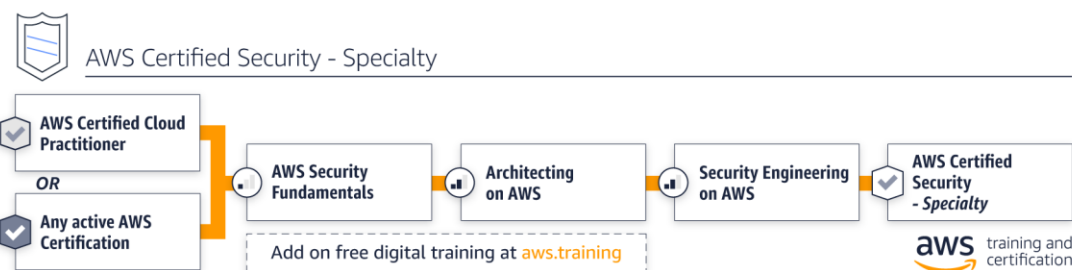 AWS Certified Security - Specialty
AWS Certified Cloud
Practitioner
OR
Any active AWS
Certification
AWS Security
Fundamentals
Architecting
on AWS
Security Engineering
on AWS
AWS Certified
Security
- Specialty
Add on free digital training at aws.training
aws training and
certification